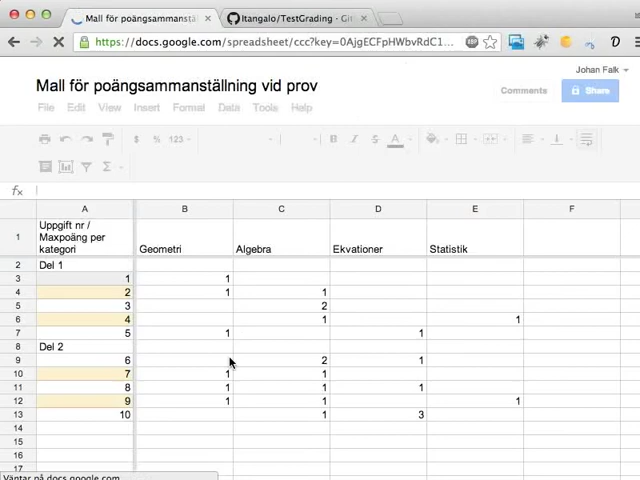 Mall för poängsammanstäl
Itangalo/TestGrading · Git
https://docs.google.com/spreadsheet/ccc?key=0AjgECFpHWbvRdC1...
Johan Falk
Mall för poängsammanställning vid prov
Comments
Share
File Edit View Insert Format Data Tools Help
$ % 123
B I S A
Σ
fx
A B C D E F
1 Uppgift nr /
Maxpoäng per
kategori Geometri Algebra Ekvationer Statistik
2 Del 1
3 1 1
4 2 1 1
5 3 2
6 4 1 1
7 5 1 1
8 Del 2
9 6 2 1
10 7 1 1
11 8 1 1 1
12 9 1 1 1
13 10 1 3
14
15
16
17
Väntar på docs.google.com